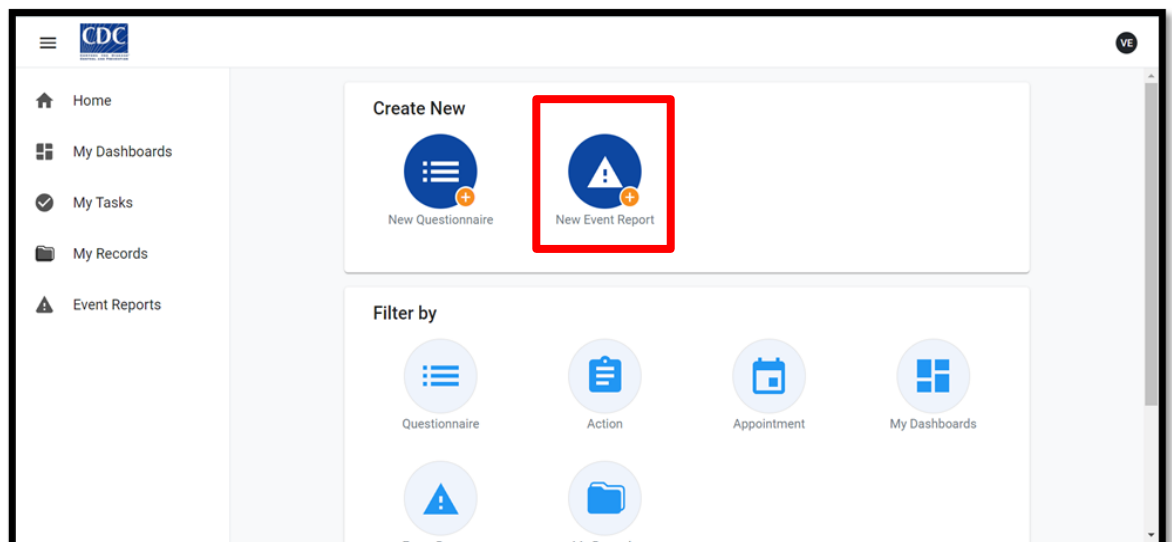 CDC
VE
Home
My Dashboards
My Tasks
My Records
Event Reports
Create New
New Questionnaire
New Event Report
Filter by
Questionnaire
Action
Appointment
My Dashboards